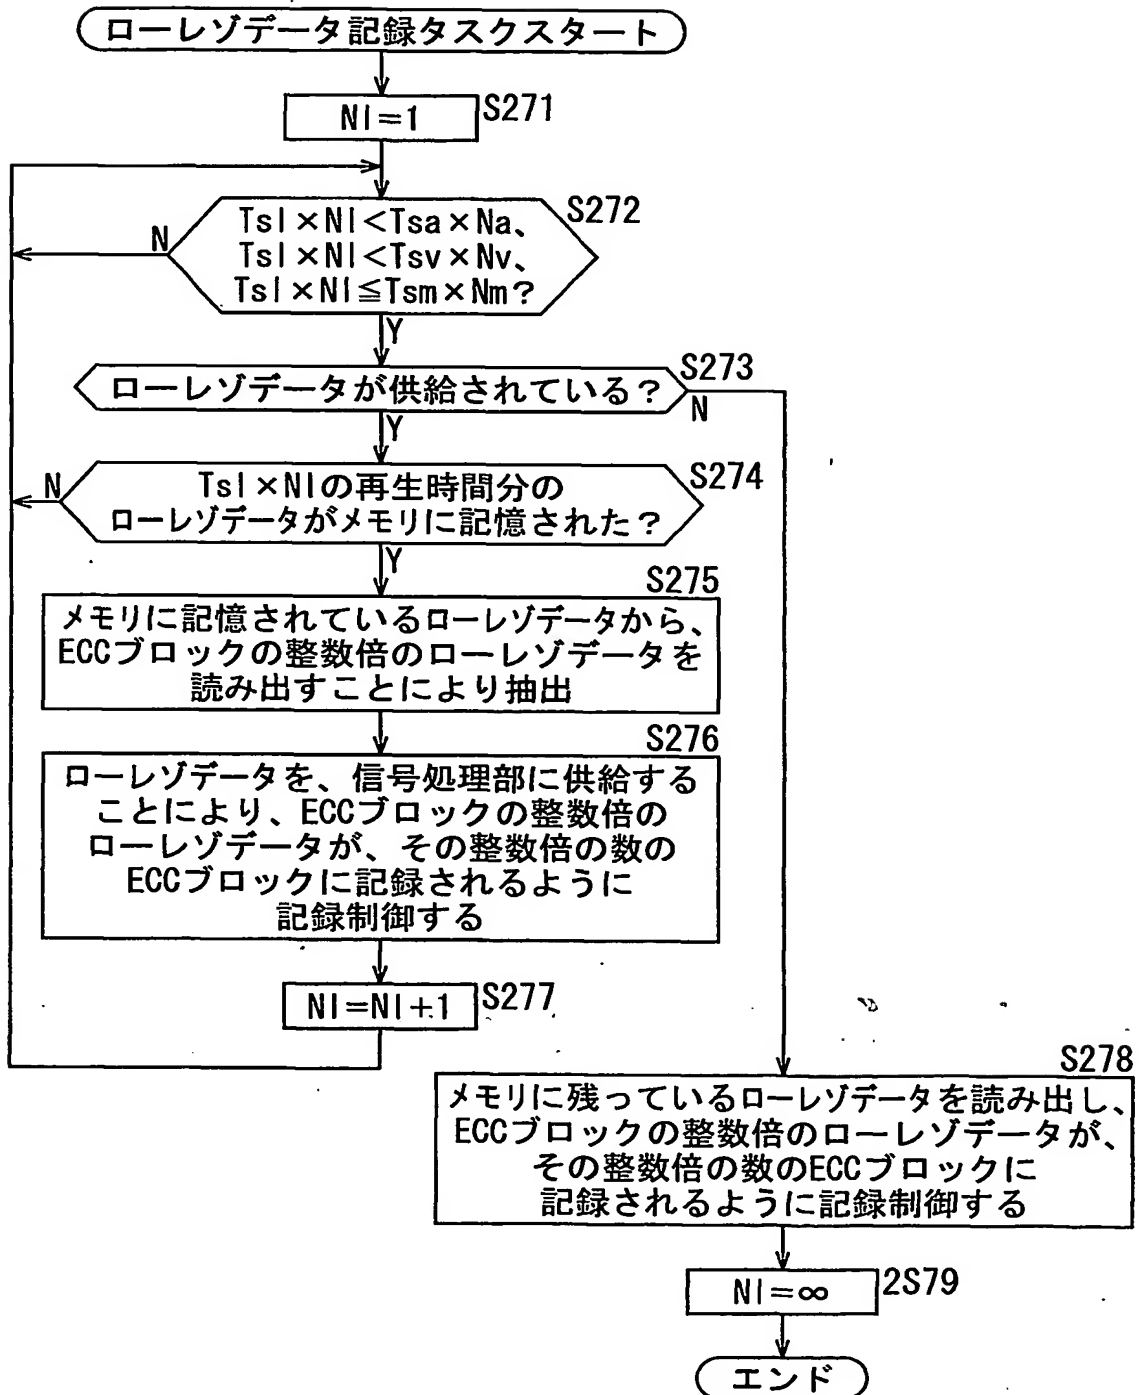 ローレゾデータ記録タスクスタート
Nl=1
S271
Tsl×Nl<Tsa×Na、
Tsl×Nl<Tsv×Nv、
Tsl×Nl≦Tsm×Nm?
S272
N
Y
ローレゾデータが供給されている?
S273
N
Y
Tsl×Nlの再生時間分の
ローレゾデータがメモリに記憶された?
S274
N
Y
S275
メモリに記憶されているローレゾデータから、
ECCブロックの整数倍のローレゾデータを
読み出すことにより抽出
S276
ローレゾデータを、信号処理部に供給する
ことにより、ECCブロックの整数倍の
ローレゾデータが、その整数倍の数の
ECCブロックに記録されるように
記録制御する
Nl=Nl+1
S277
S278
メモリに残っているローレゾデータを読み出し、
ECCブロックの整数倍のローレゾデータが、
その整数倍の数のECCブロックに
記録されるように記録制御する
Nl=∞
2S79
エンド